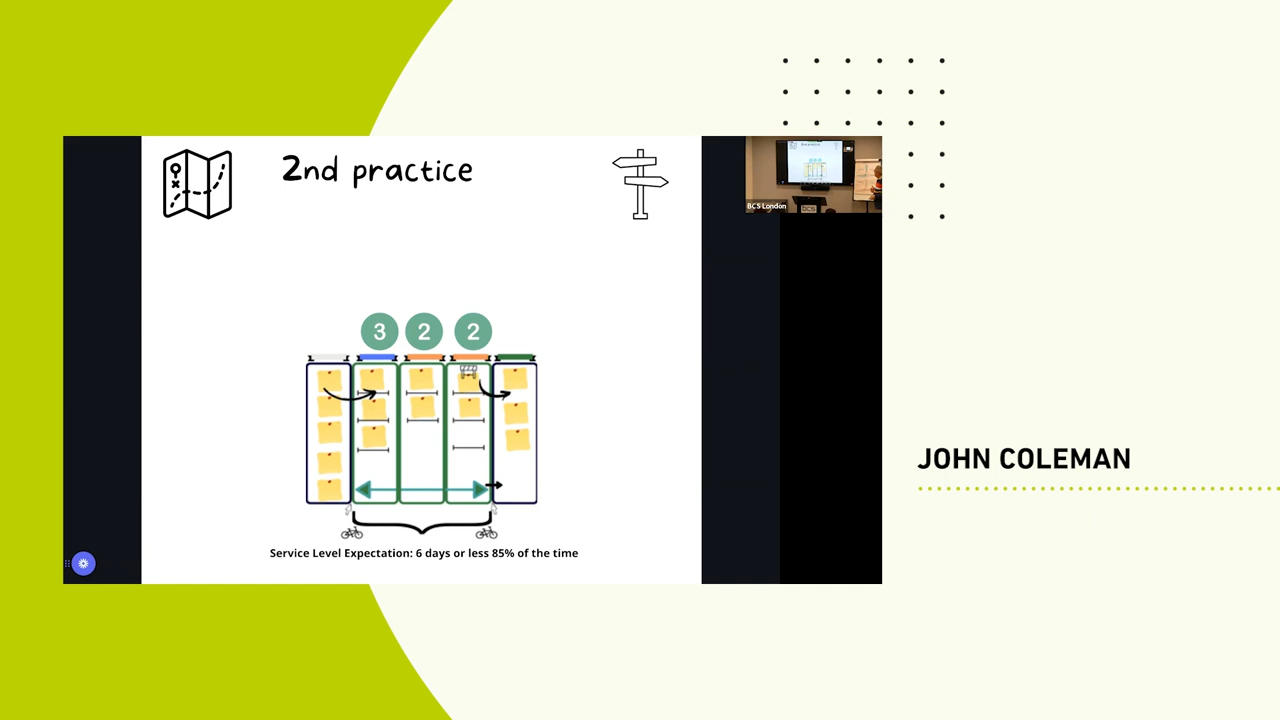 2nd practice
BCS London
3 2 2
JOHN COLEMAN
Service Level Expectation: 6 days or less 85% of the time